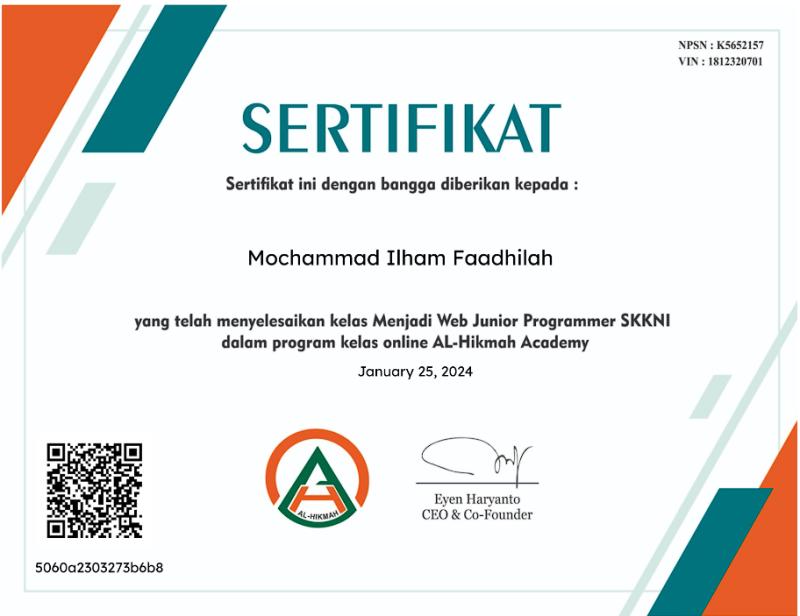 NPSN : K5652157
VIN : 1812320701
SERTIFIKAT
Sertifikat ini dengan bangga diberikan kepada :
Mochammad Ilham Faadhilah
yang telah menyelesaikan kelas Menjadi Web Junior Programmer SKKNI
dalam program kelas online AL-Hikmah Academy
January 25, 2024
AH
AL-HIKMAH
Eyen Haryanto
CEO & Co-Founder
5060a2303273b6b8